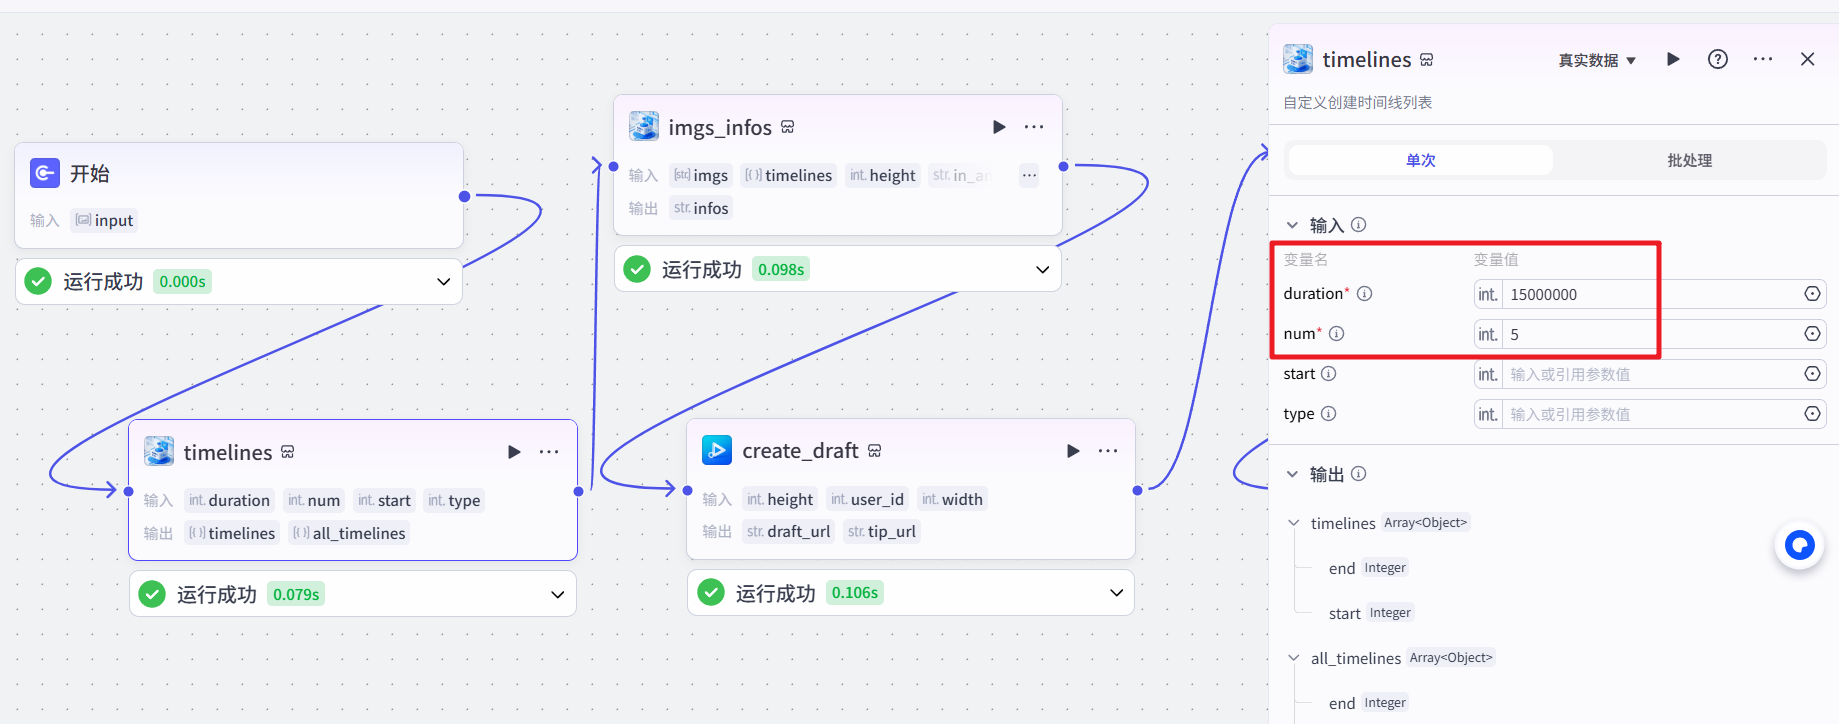 开始
输入 input
运行成功 0.000s
imgs_infos
输入 [str] imgs [{}] timelines int. height str. in_an ...
输出 str. infos
运行成功 0.098s
timelines
输入 int. duration int. num int. start int. type
输出 [{}] timelines [{}] all_timelines
运行成功 0.079s
create_draft
输入 int. height int. user_id int. width
输出 str. draft_url str. tip_url
运行成功 0.106s
timelines 真实数据
自定义创建时间线列表
单次 批处理
输入
变量名 变量值
duration* int. 15000000
num* int. 5
start int. 输入或引用参数值
type int. 输入或引用参数值
输出
timelines Array<Object>
end Integer
start Integer
all_timelines Array<Object>
end Integer